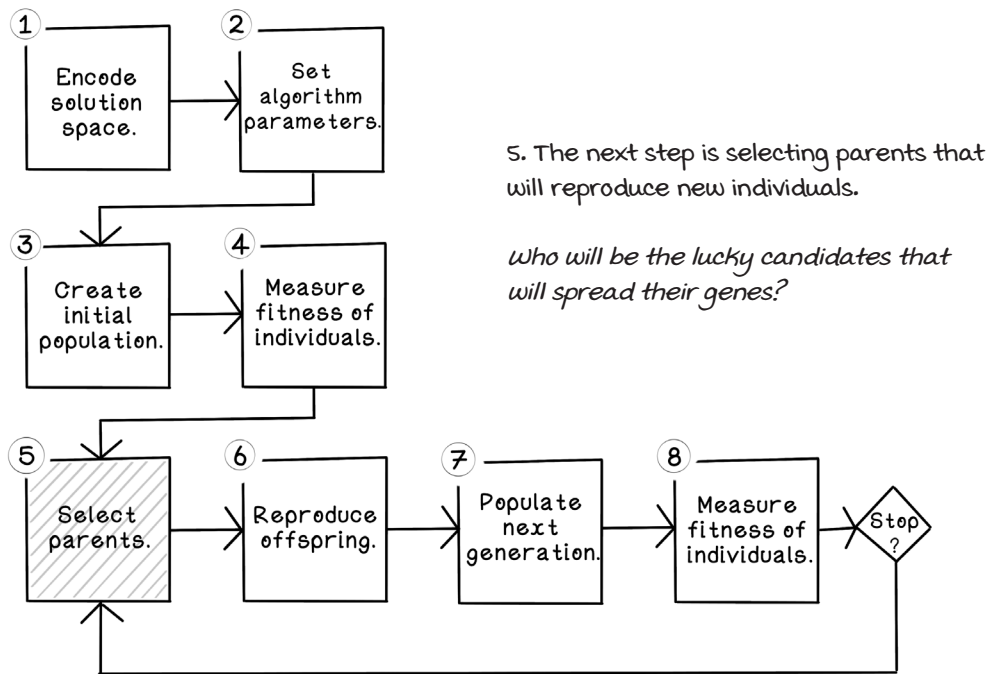 1
Encode
solution
space.
2
Set
algorithm
parameters.
5. The next step is selecting parents that
will reproduce new individuals.
Who will be the lucky candidates that
will spread their genes?
3
Create
initial
population.
4
Measure
fitness of
individuals.
5
Select
parents.
6
Reproduce
offspring.
7
Populate
next
generation.
8
Measure
fitness of
individuals.
Stop
?